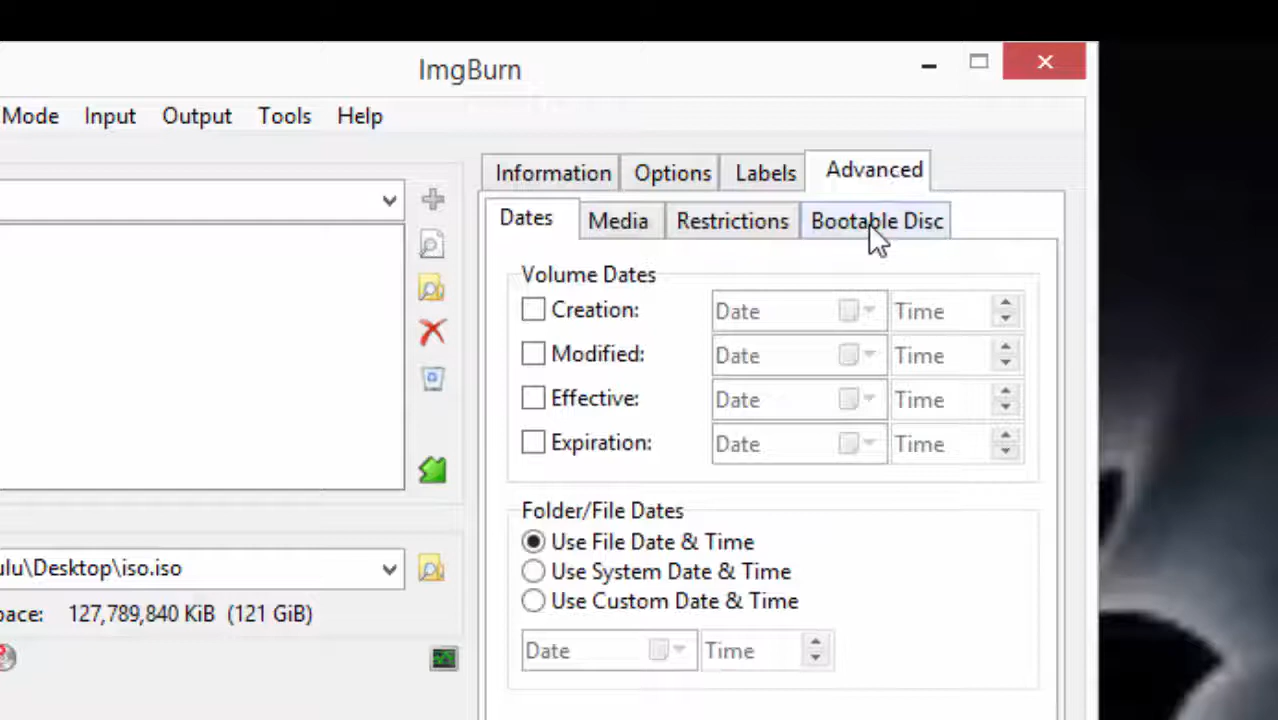 ImgBurn
Mode Input Output Tools Help
Information Options Labels Advanced
Dates Media Restrictions Bootable Disc
Volume Dates
Creation: Date Time
Modified: Date Time
Effective: Date Time
Expiration: Date Time
Folder/File Dates
Use File Date & Time
Use System Date & Time
Use Custom Date & Time
Date Time
ulu\Desktop\iso.iso
pace: 127,789,840 KiB (121 GiB)